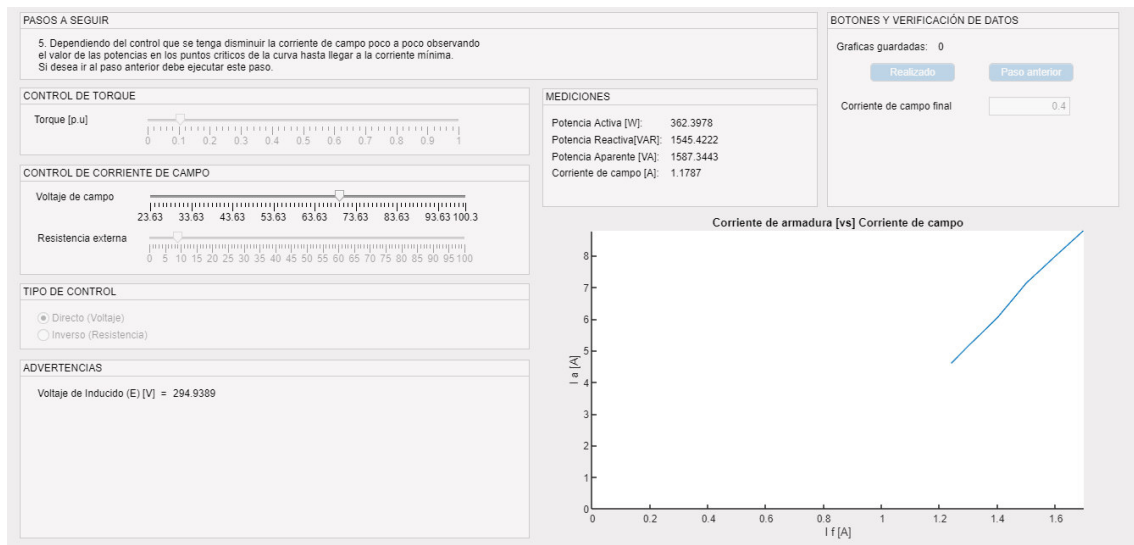 PASOS A SEGUIR
5. Dependiendo del control que se tenga disminuir la corriente de campo poco a poco observando
el valor de las potencias en los puntos criticos de la curva hasta llegar a la corriente mínima.
Si desea ir al paso anterior debe ejecutar este paso.
BOTONES Y VERIFICACIÓN DE DATOS
Graficas guardadas: 0
Realizado Paso anterior
Corriente de campo final 0.4
CONTROL DE TORQUE
Torque [p.u]
0 0.1 0.2 0.3 0.4 0.5 0.6 0.7 0.8 0.9 1
MEDICIONES
Potencia Activa [W]: 362.3978
Potencia Reactiva[VAR]: 1545.4222
Potencia Aparente [VA]: 1587.3443
Corriente de campo [A]: 1.1787
CONTROL DE CORRIENTE DE CAMPO
Voltaje de campo
23.63 33.63 43.63 53.63 63.63 73.63 83.63 93.63 100.3
Resistencia externa
0 5 10 15 20 25 30 35 40 45 50 55 60 65 70 75 80 85 90 95 100
TIPO DE CONTROL
Directo (Voltaje)
Inverso (Resistencia)
ADVERTENCIAS
Voltaje de Inducido (E) [V] = 294.9389
Corriente de armadura [vs] Corriente de campo
I a [A]
8
7
6
5
4
3
2
1
0
0 0.2 0.4 0.6 0.8 1 1.2 1.4 1.6
I f [A]